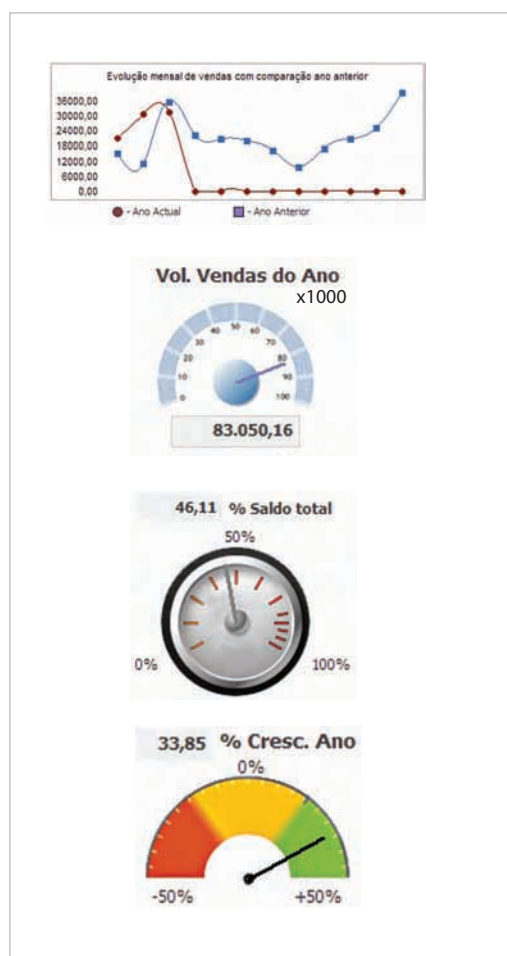 Evolução mensal de vendas com comparação ano anterior
36000,00
30000,00
24000,00
18000,00
12000,00
6000,00
0,00
- Ano Actual - Ano Anterior
Vol. Vendas do Ano
x1000
0 10 20 30 40 50 60 70 80 90 100
83.050,16
46,11 % Saldo total
50%
0% 100%
33,85 % Cresc. Ano
0%
-50% +50%